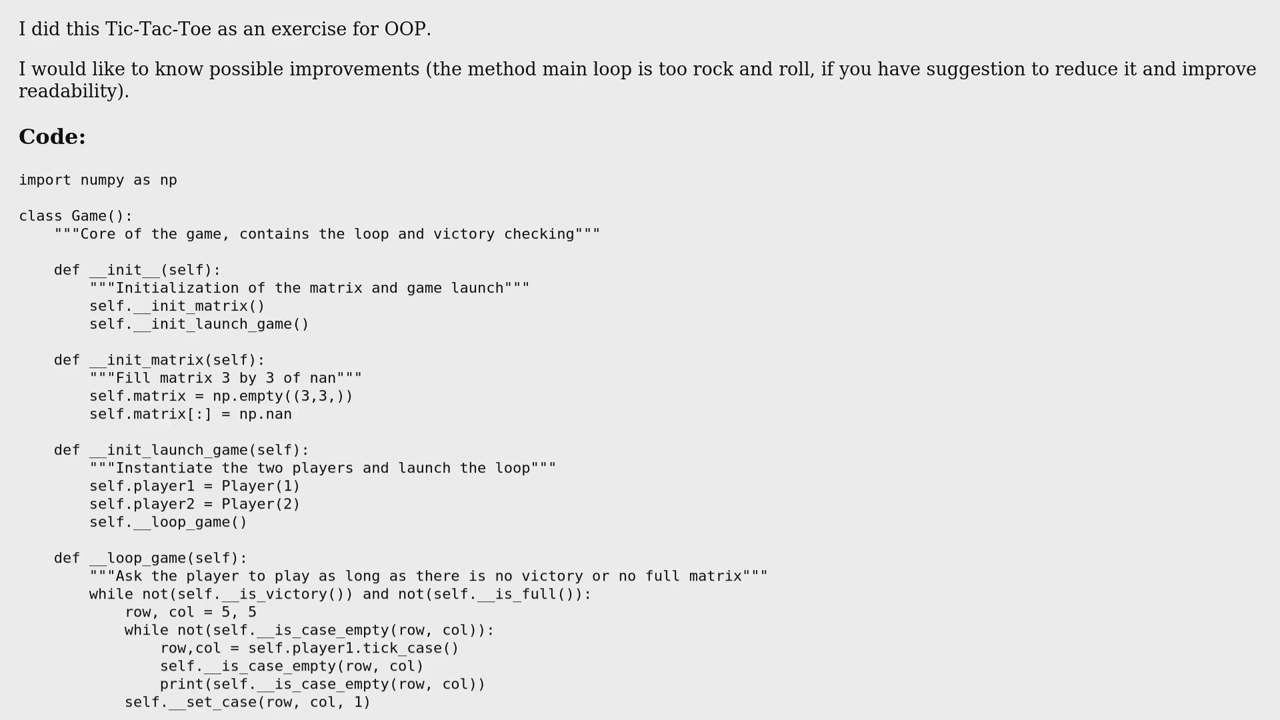 I did this Tic-Tac-Toe as an exercise for OOP.
I would like to know possible improvements (the method main loop is too rock and roll, if you have suggestion to reduce it and improve
readability).
Code:
import numpy as np
class Game():
    """Core of the game, contains the loop and victory checking"""
    def __init__(self):
        """Initialization of the matrix and game launch"""
        self.__init_matrix()
        self.__init_launch_game()
    def __init_matrix(self):
        """Fill matrix 3 by 3 of nan"""
        self.matrix = np.empty((3,3,))
        self.matrix[:] = np.nan
    def __init_launch_game(self):
        """Instantiate the two players and launch the loop"""
        self.player1 = Player(1)
        self.player2 = Player(2)
        self.__loop_game()
    def __loop_game(self):
        """Ask the player to play as long as there is no victory or no full matrix"""
        while not(self.__is_victory()) and not(self.__is_full()):
            row, col = 5, 5
            while not(self.__is_case_empty(row, col)):
                row,col = self.player1.tick_case()
                self.__is_case_empty(row, col)
                print(self.__is_case_empty(row, col))
            self.__set_case(row, col, 1)